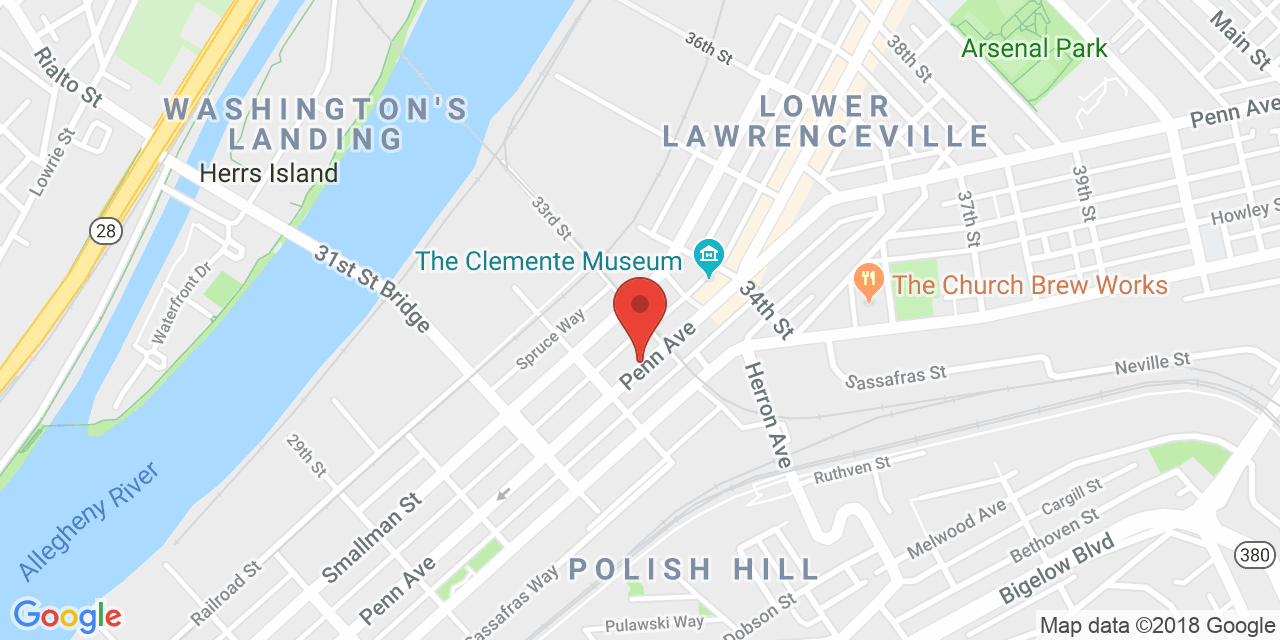 36th St
38th St
Arsenal Park
Main St
Rialto St
WASHINGTON'S
LANDING
Herrs Island
LOWER
LAWRENCEVILLE
Penn Ave
Lowrie St
39th St
37th St
Howley S
28
33rd St
31st St Bridge
Waterfront Dr
The Clemente Museum
The Church Brew Works
34th St
Spruce Way
Penn Ave
Herron Ave
Sassafras St
Neville St
29th St
Ruthven St
Allegheny River
Smallman St
Melwood Ave
Cargill St
Bethoven St
Bigelow Blvd
380
Railroad St
Penn Ave
POLISH HILL
Sassafras Way
Pulawski Way
Dobson St
Google
Map data ©2018 Google